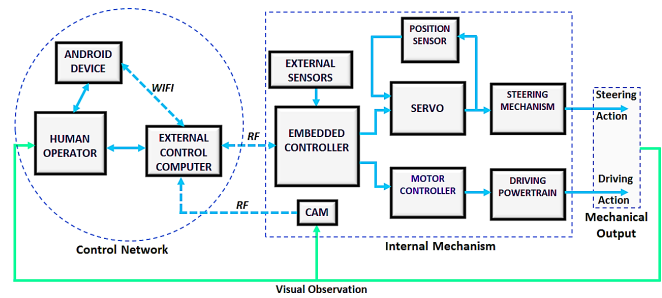 ANDROID
DEVICE
WIFI
HUMAN
OPERATOR
EXTERNAL
CONTROL
COMPUTER
Control Network
RF
RF
EXTERNAL
SENSORS
POSITION
SENSOR
EMBEDDED
CONTROLLER
SERVO
STEERING
MECHANISM
MOTOR
CONTROLLER
DRIVING
POWERTRAIN
CAM
Internal Mechanism
Steering
Action
Driving
Action
Mechanical
Output
Visual Observation